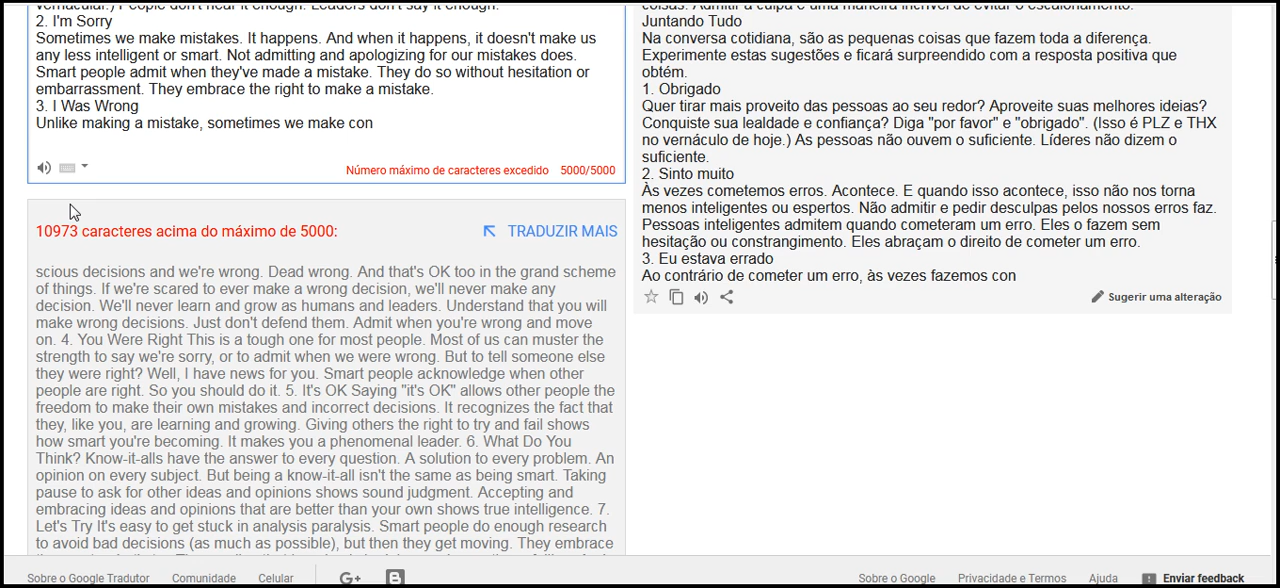 vernacular.) People don't hear it enough. Leaders don't say it enough.
2. I'm Sorry
Sometimes we make mistakes. It happens. And when it happens, it doesn't make us
any less intelligent or smart. Not admitting and apologizing for our mistakes does.
Smart people admit when they've made a mistake. They do so without hesitation or
embarrassment. They embrace the right to make a mistake.
3. I Was Wrong
Unlike making a mistake, sometimes we make con
Número máximo de caracteres excedido 5000/5000
10973 caracteres acima do máximo de 5000:
TRADUZIR MAIS
scious decisions and we're wrong. Dead wrong. And that's OK too in the grand scheme
of things. If we're scared to ever make a wrong decision, we'll never make any
decision. We'll never learn and grow as humans and leaders. Understand that you will
make wrong decisions. Just don't defend them. Admit when you're wrong and move
on. 4. You Were Right This is a tough one for most people. Most of us can muster the
strength to say we're sorry, or to admit when we were wrong. But to tell someone else
they were right? Well, I have news for you. Smart people acknowledge when other
people are right. So you should do it. 5. It's OK Saying "it's OK" allows other people the
freedom to make their own mistakes and incorrect decisions. It recognizes the fact that
they, like you, are learning and growing. Giving others the right to try and fail shows
how smart you're becoming. It makes you a phenomenal leader. 6. What Do You
Think? Know-it-alls have the answer to every question. A solution to every problem. An
opinion on every subject. But being a know-it-all isn't the same as being smart. Taking
pause to ask for other ideas and opinions shows sound judgment. Accepting and
embracing ideas and opinions that are better than your own shows true intelligence. 7.
Let's Try It's easy to get stuck in analysis paralysis. Smart people do enough research
to avoid bad decisions (as much as possible), but then they get moving. They embrace
coisas. Admitir a culpa é uma maneira incrível de evitar o escalonamento.
Juntando Tudo
Na conversa cotidiana, são as pequenas coisas que fazem toda a diferença.
Experimente estas sugestões e ficará surpreendido com a resposta positiva que
obtém.
1. Obrigado
Quer tirar mais proveito das pessoas ao seu redor? Aproveite suas melhores ideias?
Conquiste sua lealdade e confiança? Diga "por favor" e "obrigado". (Isso é PLZ e THX
no vernáculo de hoje.) As pessoas não ouvem o suficiente. Líderes não dizem o
suficiente.
2. Sinto muito
Às vezes cometemos erros. Acontece. E quando isso acontece, isso não nos torna
menos inteligentes ou espertos. Não admitir e pedir desculpas pelos nossos erros faz.
Pessoas inteligentes admitem quando cometeram um erro. Eles o fazem sem
hesitação ou constrangimento. Eles abraçam o direito de cometer um erro.
3. Eu estava errado
Ao contrário de cometer um erro, às vezes fazemos con
Sugerir uma alteração
Sobre o Google Tradutor Comunidade Celular G+ B Sobre o Google Privacidade e Termos Ajuda Enviar feedback